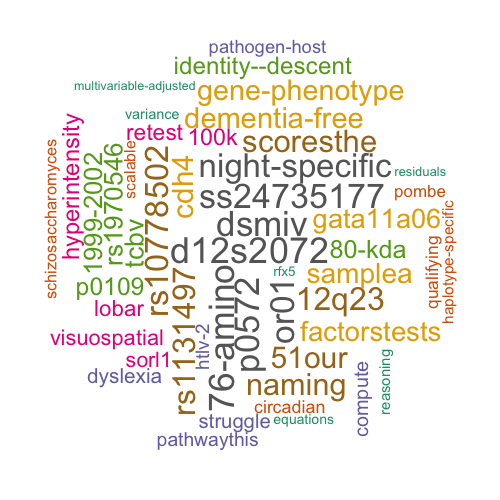 pathogen-host
identity--descent
multivariable-adjusted
gene-phenotype
variance
dementia-free
retest
100k
scoresthe
hyperintensity
schizosaccharomyces
1999-2002
rs1970546
tcbv
scalable
rs10778502
cdh4
night-specific
residuals
ss24735177
pombe
dsmiv
gata11a06
d12s2072
80-kda
qualifying
haplotype-specific
rfx5
samplea
p0109
rs1131497
76-amino
p0572
or01
12q23
lobar
htlv-2
factorstests
visuospatial
sorl1
51our
dyslexia
naming
compute
reasoning
circadian
struggle
equations
pathwaythis